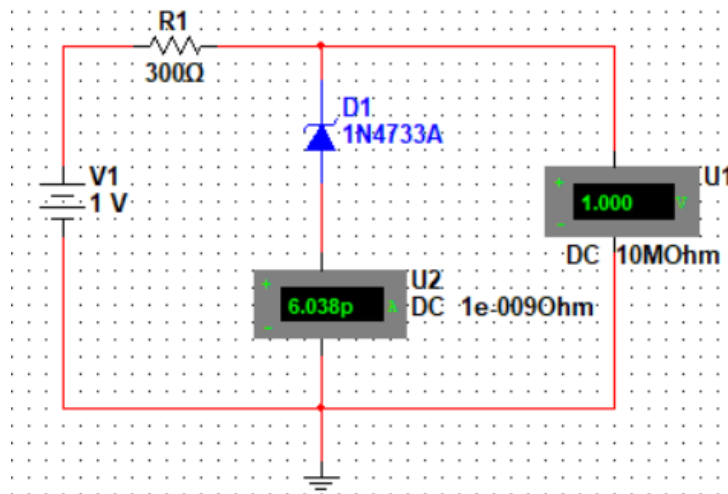 R1
300Ω
D1
1N4733A
V1
1 V
U1
+
1.000 V
-
DC 10MOhm
U2
+
6.038p A
-
DC 1e-009Ohm